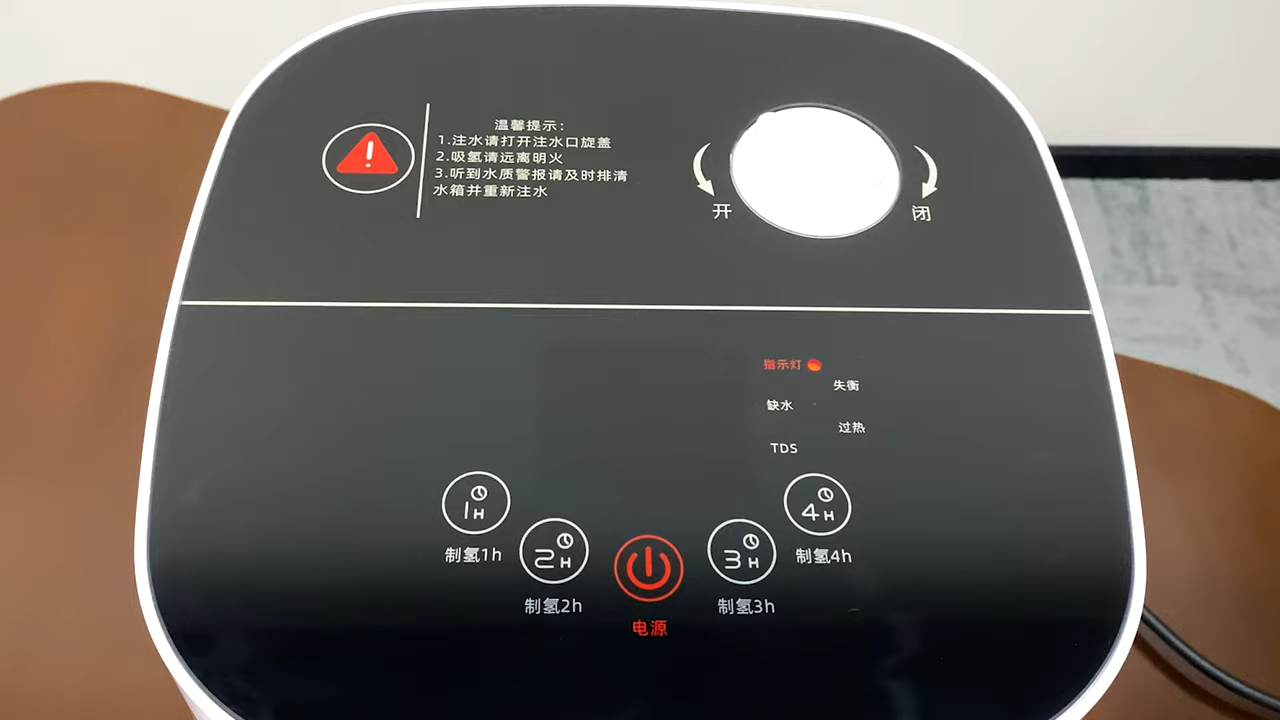 温馨提示：
1.注水请打开注水口旋盖
2.吸氢请远离明火
3.听到水质警报请及时排清
水箱并重新注水
开
闭
指示灯
失衡
缺水
过热
TDS
1H
制氢1h
2H
制氢2h
电源
3H
制氢3h
4H
制氢4h